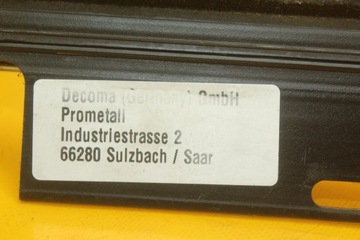 Decoma (Germany) GmbH
Prometall
Industriestrasse 2
66280 Sulzbach / Saar